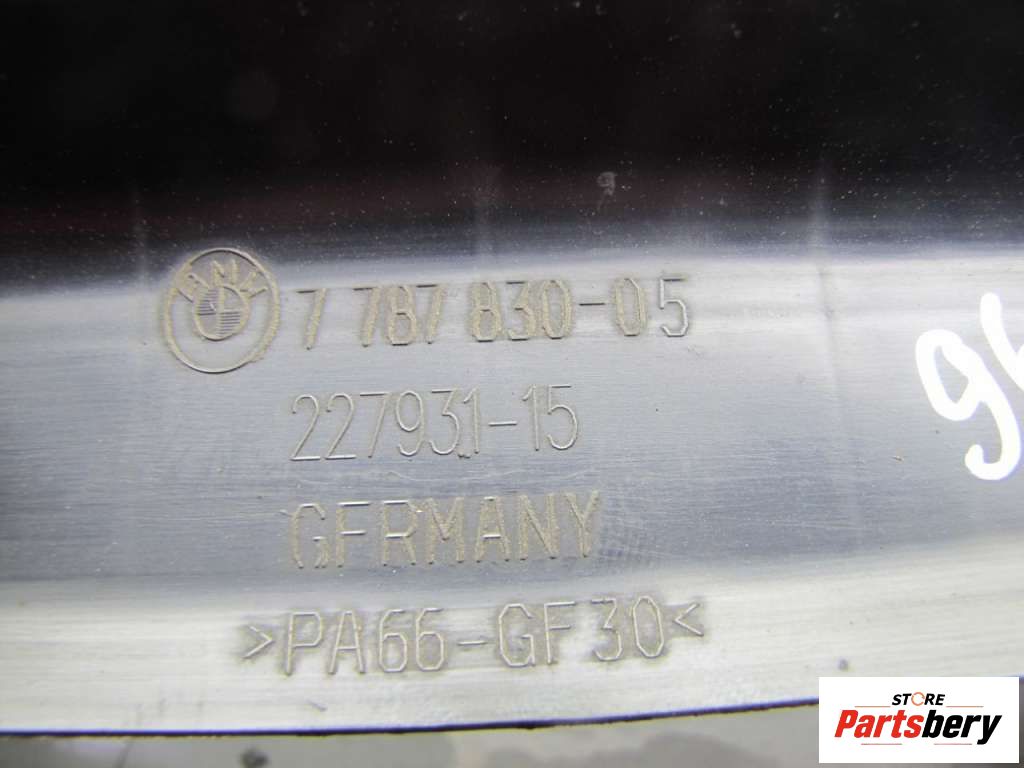 BMW
7 787 830-05
227931-15
GERMANY
>PA66-GF30<
STORE
Partsbery